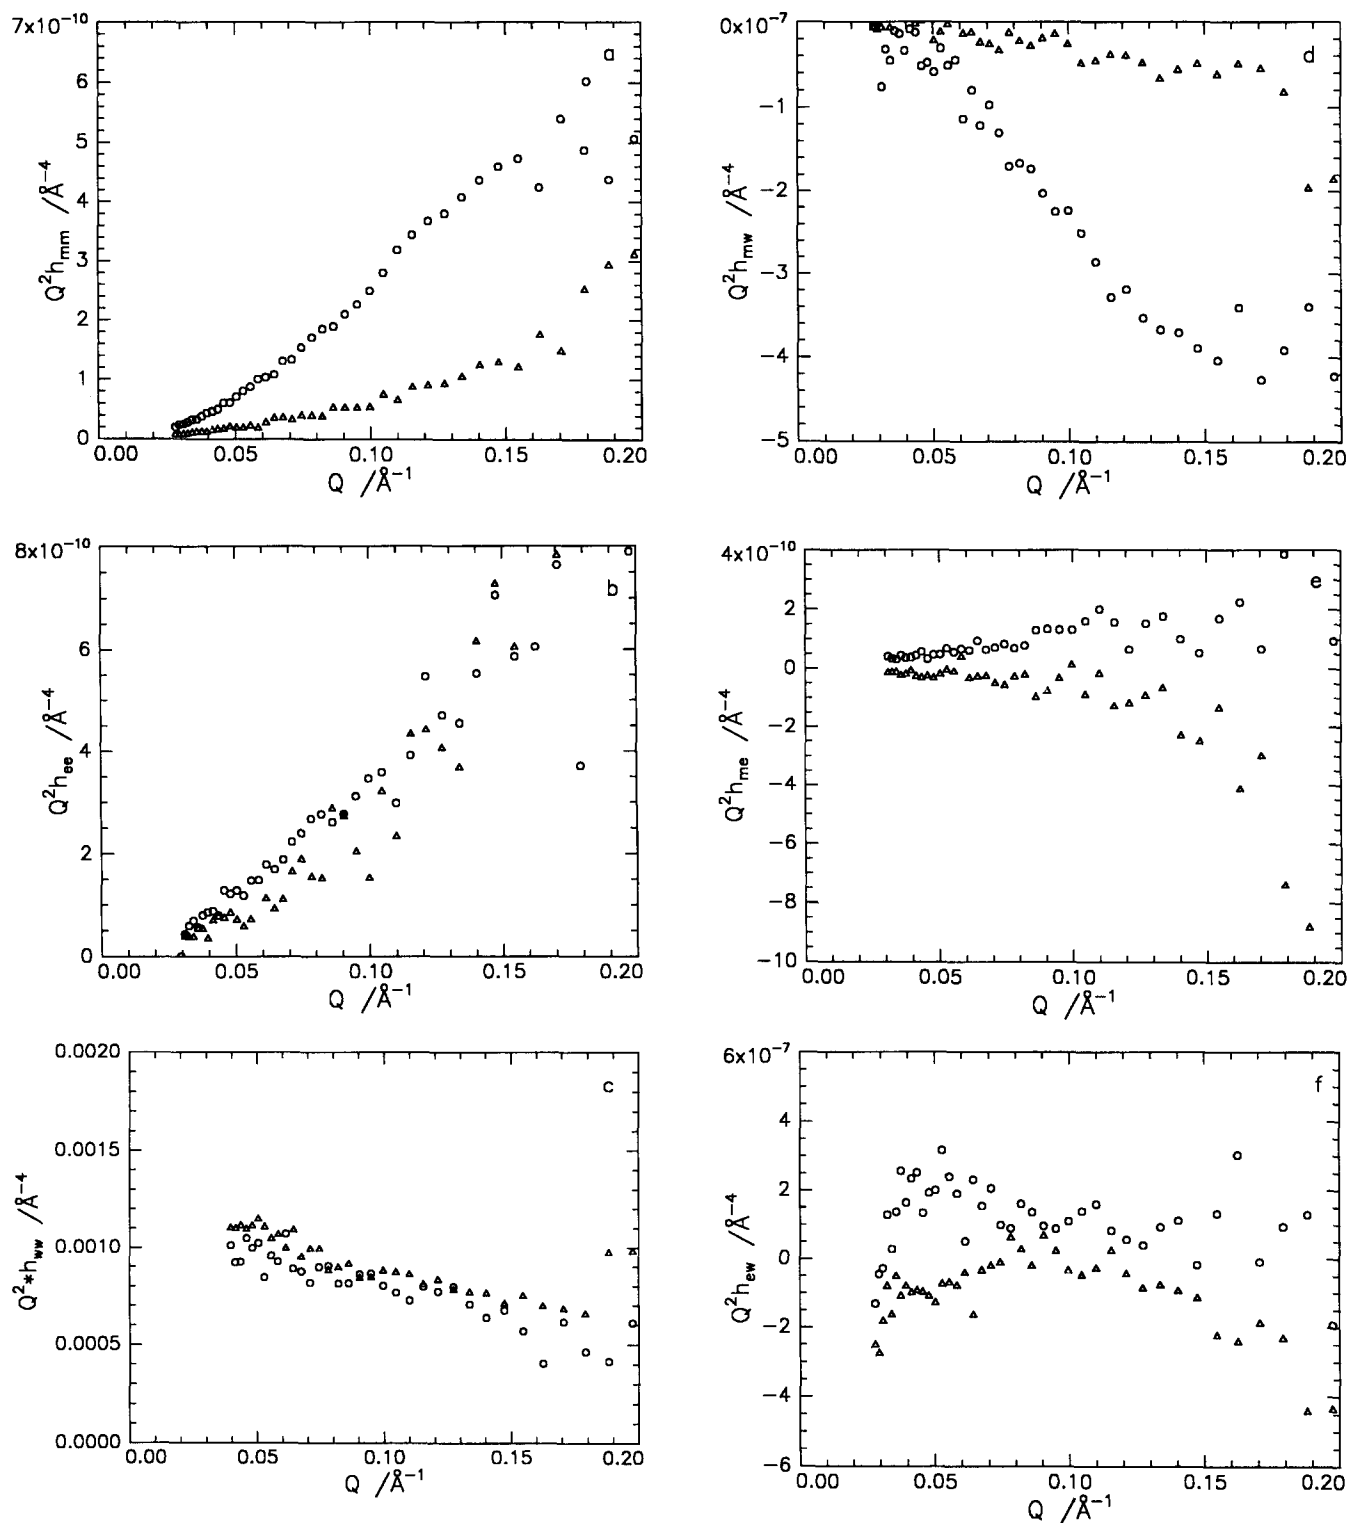 7x10⁻¹⁰
6
5
4
3
2
1
0
0.00 0.05 0.10 0.15 0.20
Q²hₘₘ /Å⁻⁴
Q /Å⁻¹
a
0x10⁻⁷
-1
-2
-3
-4
-5
0.00 0.05 0.10 0.15 0.20
Q²h_mw /Å⁻⁴
Q /Å⁻¹
d
8x10⁻¹⁰
6
4
2
0
0.00 0.05 0.10 0.15 0.20
Q²h_ee /Å⁻⁴
Q /Å⁻¹
b
4x10⁻¹⁰
2
0
-2
-4
-6
-8
-10
0.00 0.05 0.10 0.15 0.20
Q²h_me /Å⁻⁴
Q /Å⁻¹
e
0.0020
0.0015
0.0010
0.0005
0.0000
0.00 0.05 0.10 0.15 0.20
Q²*h_ww /Å⁻⁴
Q /Å⁻¹
c
6x10⁻⁷
4
2
0
-2
-4
-6
0.00 0.05 0.10 0.15 0.20
Q²h_ew /Å⁻⁴
Q /Å⁻¹
f